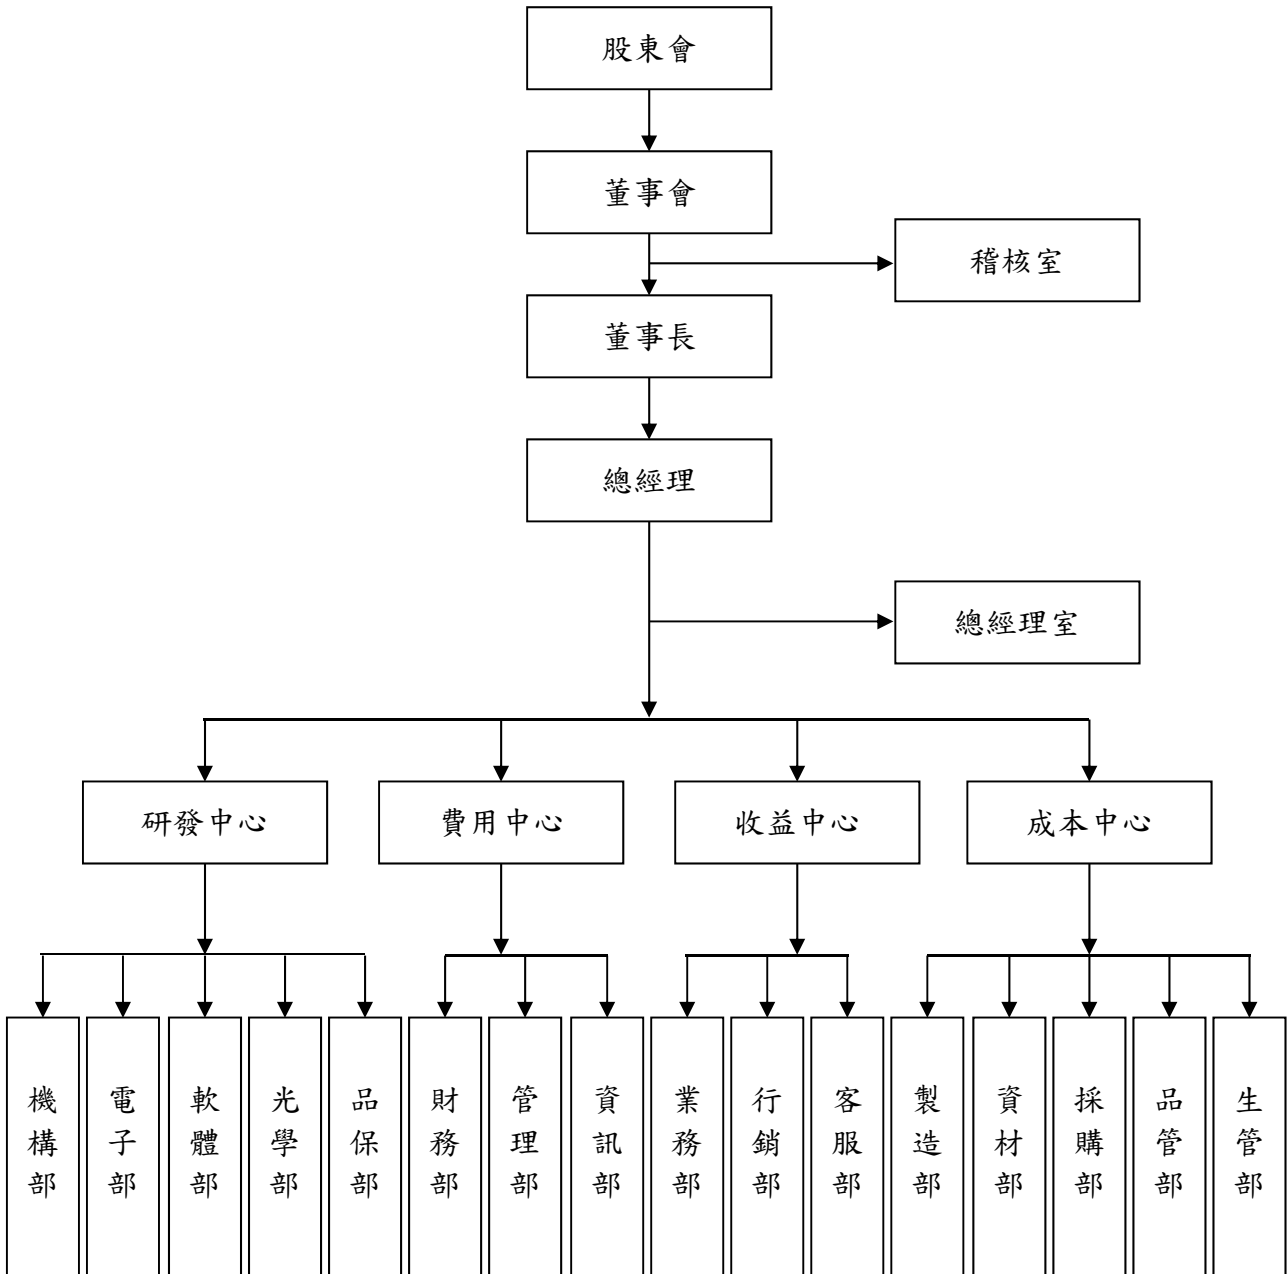 股東會
董事會
稽核室
董事長
總經理
總經理室
研發中心
費用中心
收益中心
成本中心
機構部
電子部
軟體部
光學部
品保部
財務部
管理部
資訊部
業務部
行銷部
客服部
製造部
資材部
採購部
品管部
生管部